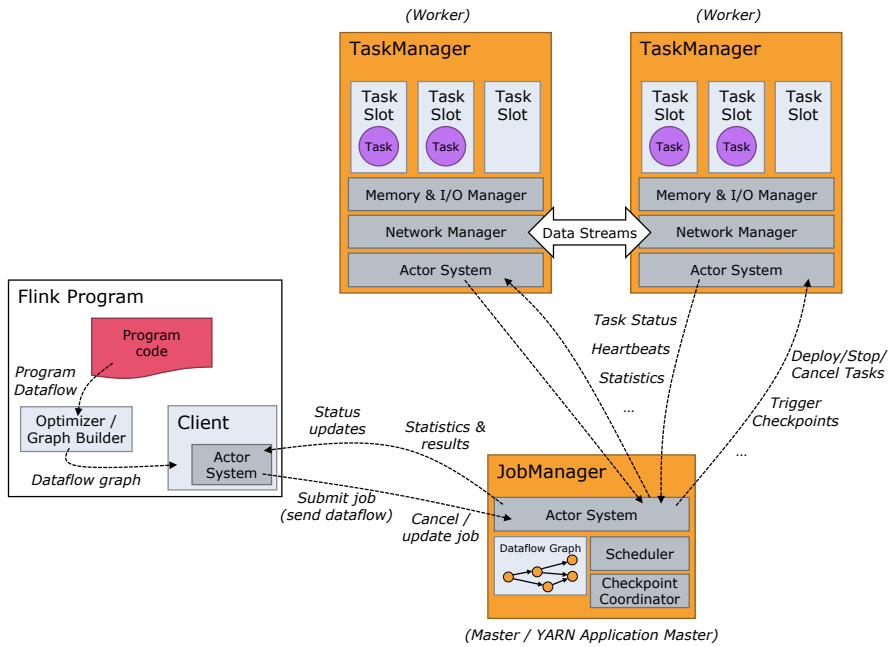 (Worker)
(Worker)
TaskManager
TaskManager
Task
Slot
Task
Slot
Task
Slot
Task
Slot
Task
Slot
Task
Slot
Task
Task
Task
Task
Memory & I/O Manager
Memory & I/O Manager
Network Manager
Data Streams
Network Manager
Actor System
Actor System
Flink Program
Program
code
Program
Dataflow
Optimizer /
Graph Builder
Client
Actor
System
Dataflow graph
Status
updates
Statistics &
results
Submit job
(send dataflow)
Cancel /
update job
Task Status
Heartbeats
Statistics
...
Deploy/Stop/
Cancel Tasks
Trigger
Checkpoints
...
JobManager
Actor System
Dataflow Graph
Scheduler
Checkpoint
Coordinator
(Master / YARN Application Master)